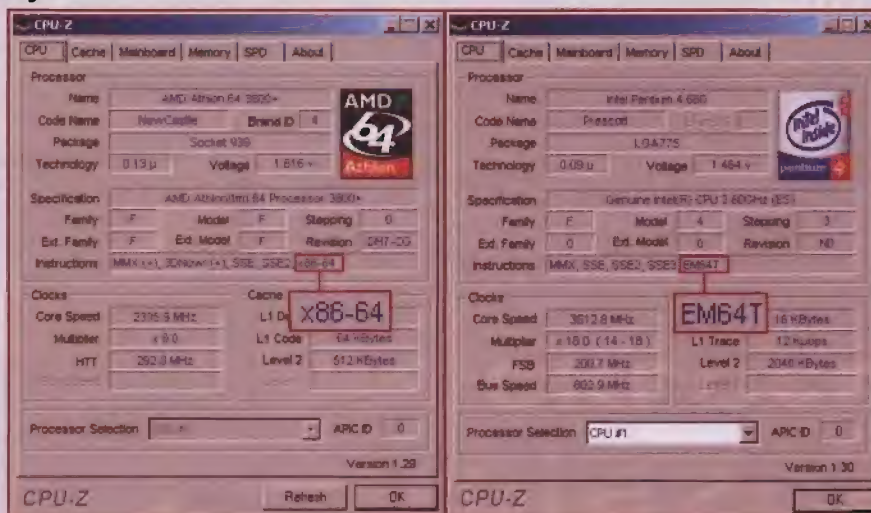 CPU-Z
CPU Cache Mainboard Memory SPD About
Processor
Name AMD Athlon 64 3800+
Code Name NewCastle Brand ID 4
Package Socket 939
Technology 0.13 µ Voltage 1.616 v
AMD
64
Athlon
Specification AMD Athlon(tm) 64 Processor 3800+
Family F Model F Stepping 0
Ext. Family F Ext. Model F Revision DH7-CG
Instructions MMX (+), 3DNow! (+), SSE, SSE2, x86-64
Clocks
Core Speed MHz
Multiplier
HTT MHz
Cache
x86-64
L1 Code 64 KBytes
Level 2 512 KBytes
Processor Selection APIC ID 0
Version 1.29
CPU-Z Refresh OK
CPU-Z
CPU Cache Mainboard Memory SPD About
Processor
Name Intel Pentium 4 660
Code Name Prescott
Package LGA775
Technology 0.09 µ Voltage 1.464 v
intel
inside
pentium 4
Specification Genuine Intel(R) CPU 3.60GHz (ES)
Family F Model 4 Stepping 3
Ext. Family 0 Ext. Model 0 Revision N0
Instructions MMX, SSE, SSE2, SSE3, EM64T
Clocks
Core Speed 3612.8 MHz
Multiplier x 18.0 ( 14 - 18 )
FSB 200.7 MHz
Bus Speed 802.9 MHz
EM64T
16 KBytes
L1 Trace 12 Kuops
Level 2 2048 KBytes
Processor Selection CPU #1 APIC ID 0
Version 1.30
CPU-Z OK